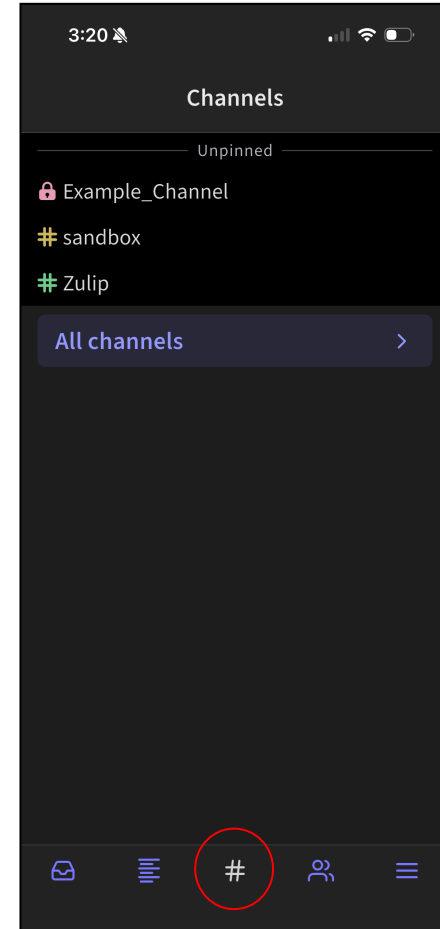 3:20
Channels
Unpinned
Example_Channel
# sandbox
# Zulip
All channels
#